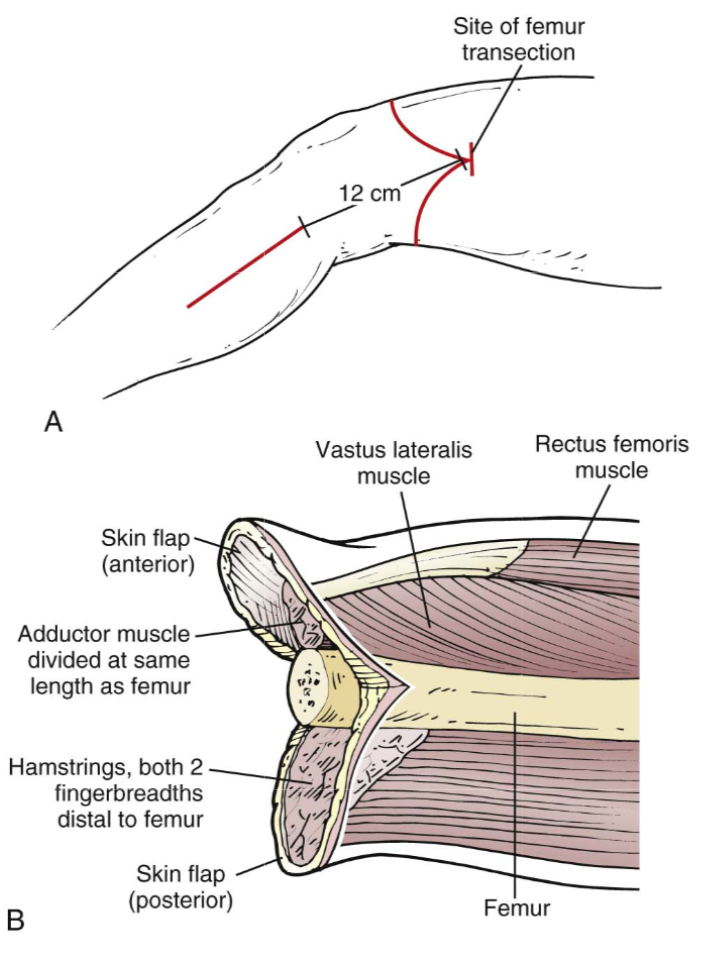 Site of femur
transection
12 cm
A
Vastus lateralis
muscle
Rectus femoris
muscle
Skin flap
(anterior)
Adductor muscle
divided at same
length as femur
Hamstrings, both 2
fingerbreadths
distal to femur
Skin flap
(posterior)
Femur
B